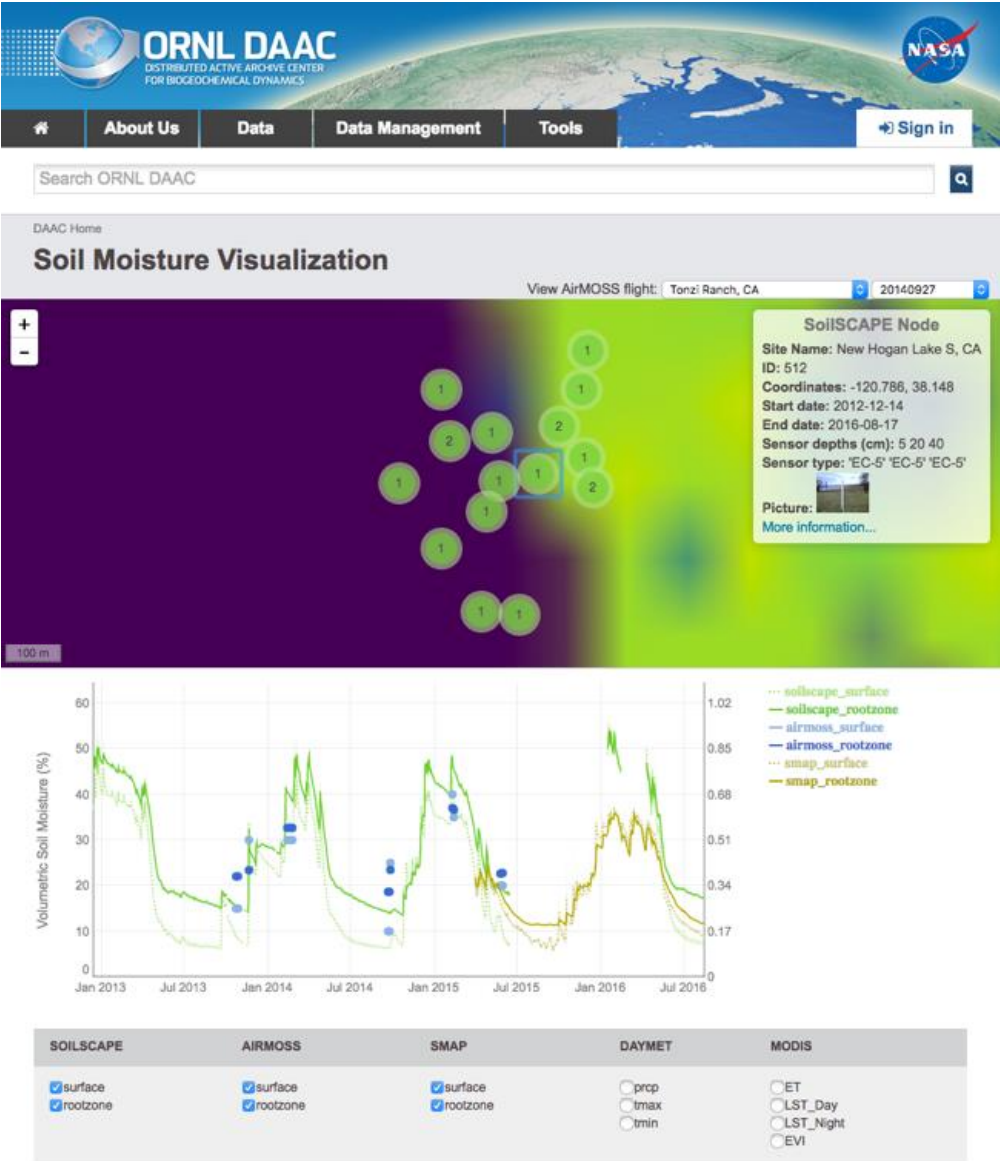 ORNL DAAC
DISTRIBUTED ACTIVE ARCHIVE CENTER
FOR BIOGEOCHEMICAL DYNAMICS
NASA
About Us Data Data Management Tools Sign in
Search ORNL DAAC
DAAC Home
Soil Moisture Visualization
View AirMOSS flight: Tonzi Ranch, CA 20140927
+
-
SoilSCAPE Node
Site Name: New Hogan Lake S, CA
ID: 512
Coordinates: -120.786, 38.148
Start date: 2012-12-14
End date: 2016-08-17
Sensor depths (cm): 5 20 40
Sensor type: 'EC-5' 'EC-5' 'EC-5'
Picture:
More information...
1
1
1
2
1
2
1
1
1
1
2
1
1
1
1
100 m
Volumetric Soil Moisture (%)
60
50
40
30
20
10
0
1.02
0.85
0.68
0.51
0.34
0.17
0
Jan 2013 Jul 2013 Jan 2014 Jul 2014 Jan 2015 Jul 2015 Jan 2016 Jul 2016
soilscape_surface
soilscape_rootzone
airmoss_surface
airmoss_rootzone
smap_surface
smap_rootzone
SOILSCAPE AIRMOSS SMAP DAYMET MODIS
surface surface surface prcp ET
rootzone rootzone rootzone tmax LST_Day
tmin LST_Night
EVI